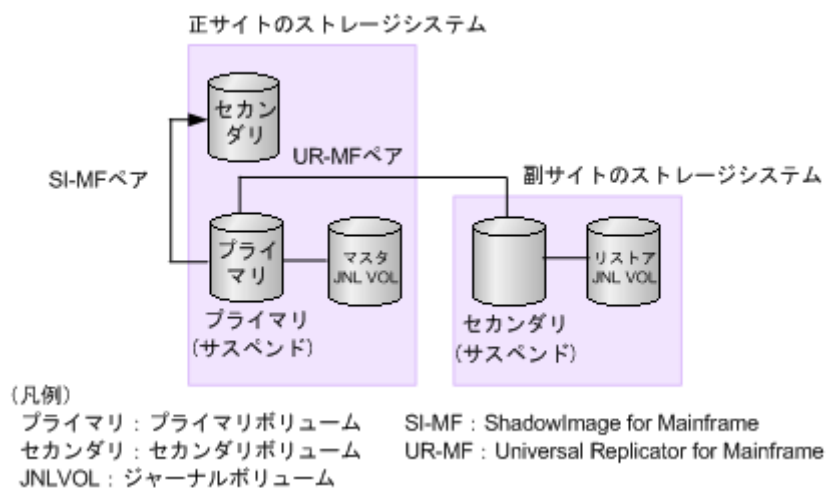 正サイトのストレージシステム
セカン
ダリ
UR-MFペア
SI-MFペア
副サイトのストレージシステム
プライ
マリ
マスタ
JNL VOL
リストア
JNL VOL
プライマリ
(サスペンド)
セカンダリ
(サスペンド)
(凡例)
プライマリ：プライマリボリューム
SI-MF：ShadowImage for Mainframe
セカンダリ：セカンダリボリューム
UR-MF：Universal Replicator for Mainframe
JNLVOL：ジャーナルボリューム